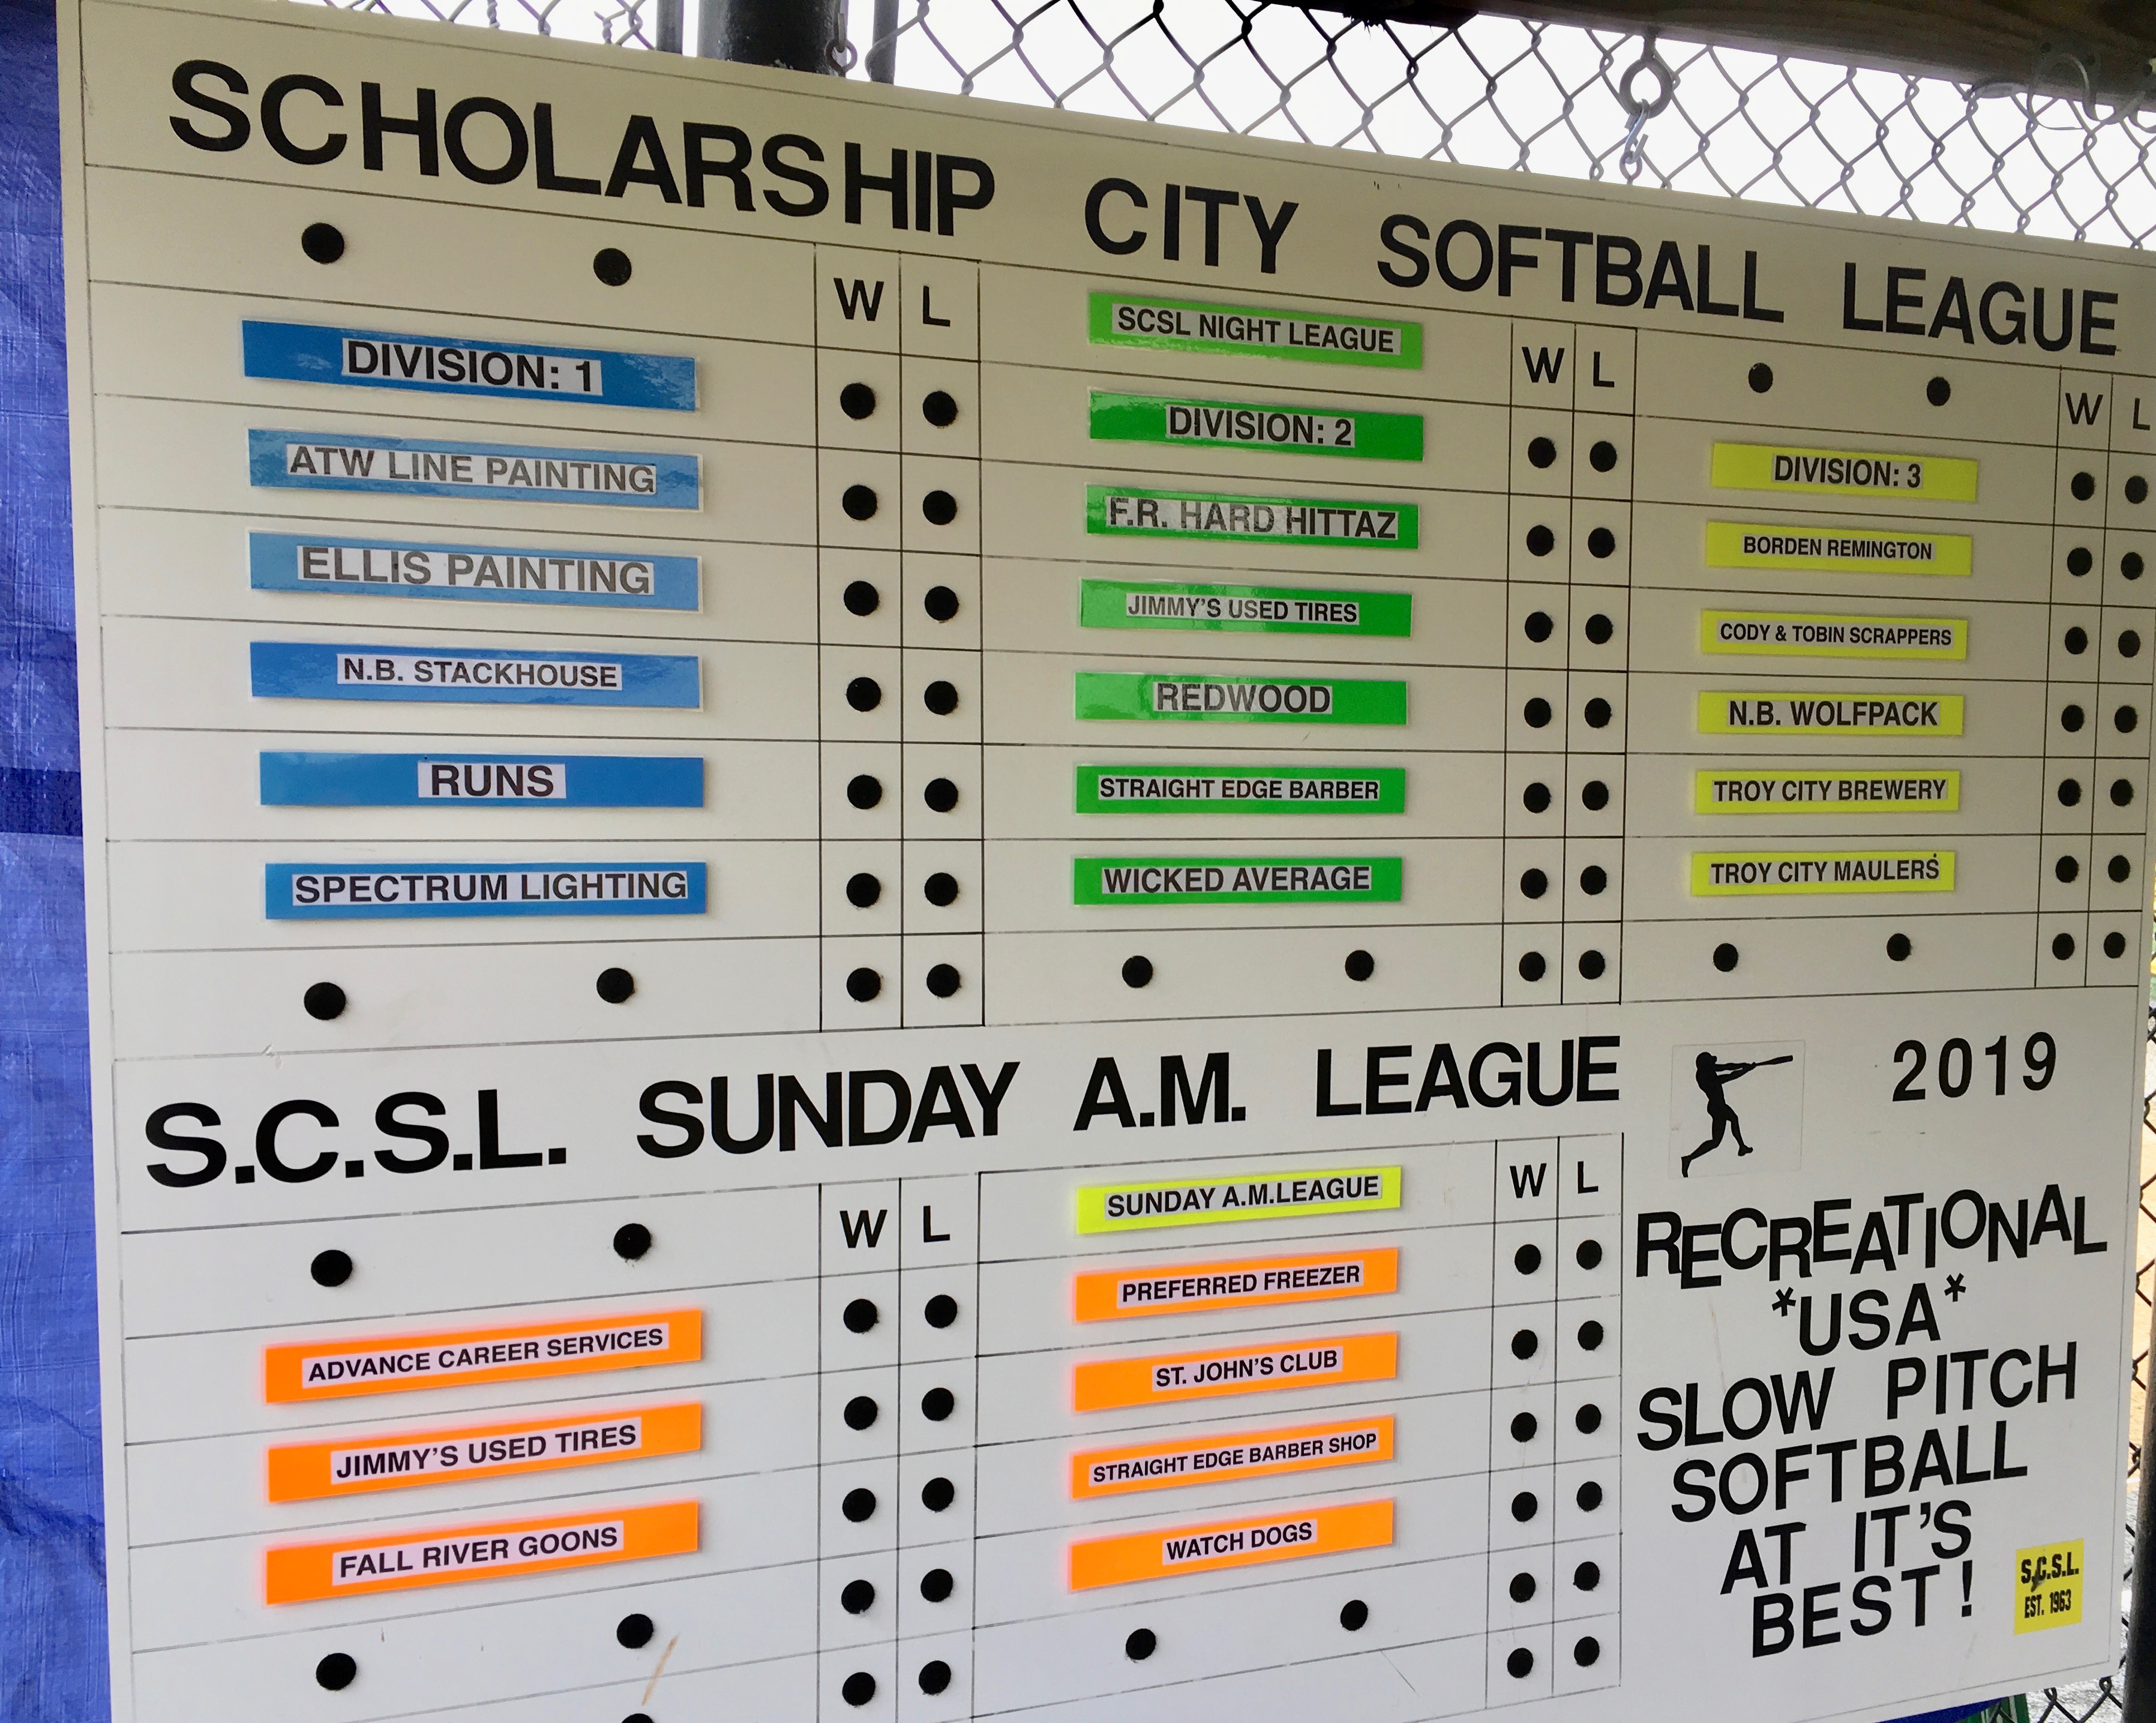 SCHOLARSHIP CITY SOFTBALL LEAGUE
W L
DIVISION: 1
ATW LINE PAINTING
ELLIS PAINTING
N.B. STACKHOUSE
RUNS
SPECTRUM LIGHTING
SCSL NIGHT LEAGUE
W L
DIVISION: 2
F.R. HARD HITTAZ
JIMMY'S USED TIRES
REDWOOD
STRAIGHT EDGE BARBER
WICKED AVERAGE
W L
DIVISION: 3
BORDEN REMINGTON
CODY & TOBIN SCRAPPERS
N.B. WOLFPACK
TROY CITY BREWERY
TROY CITY MAULERS
S.C.S.L. SUNDAY A.M. LEAGUE
W L
ADVANCE CAREER SERVICES
JIMMY'S USED TIRES
FALL RIVER GOONS
SUNDAY A.M.LEAGUE
W L
PREFERRED FREEZER
ST. JOHN'S CLUB
STRAIGHT EDGE BARBER SHOP
WATCH DOGS
2019
RECREATIONAL
*USA*
SLOW PITCH
SOFTBALL
AT IT'S
BEST!
S.C.S.L.
EST. 1963